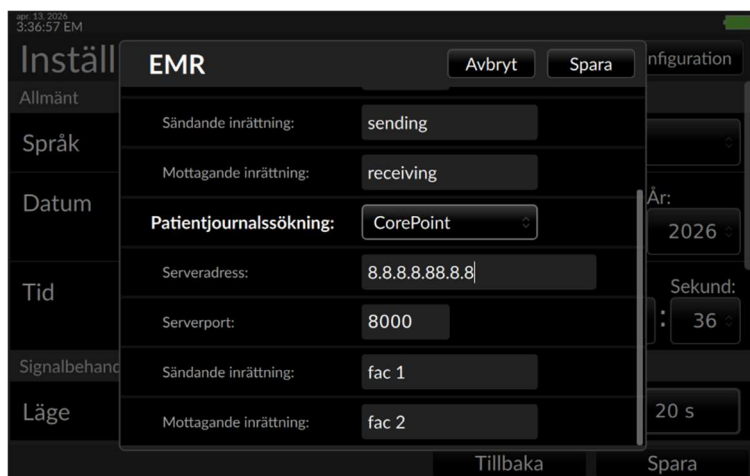 apr. 13, 2026
3:36:57 EM
Inställ
nfiguration
EMR
Avbryt
Spara
Allmänt
Språk
Datum
År:
2026
Tid
Sekund:
: 36
Signalbehand
Läge
20 s
Sändande inrättning: sending
Mottagande inrättning: receiving
Patientjournalssökning: CorePoint
Serveradress: 8.8.8.8.88.8.8
Serverport: 8000
Sändande inrättning: fac 1
Mottagande inrättning: fac 2
Tillbaka
Spara